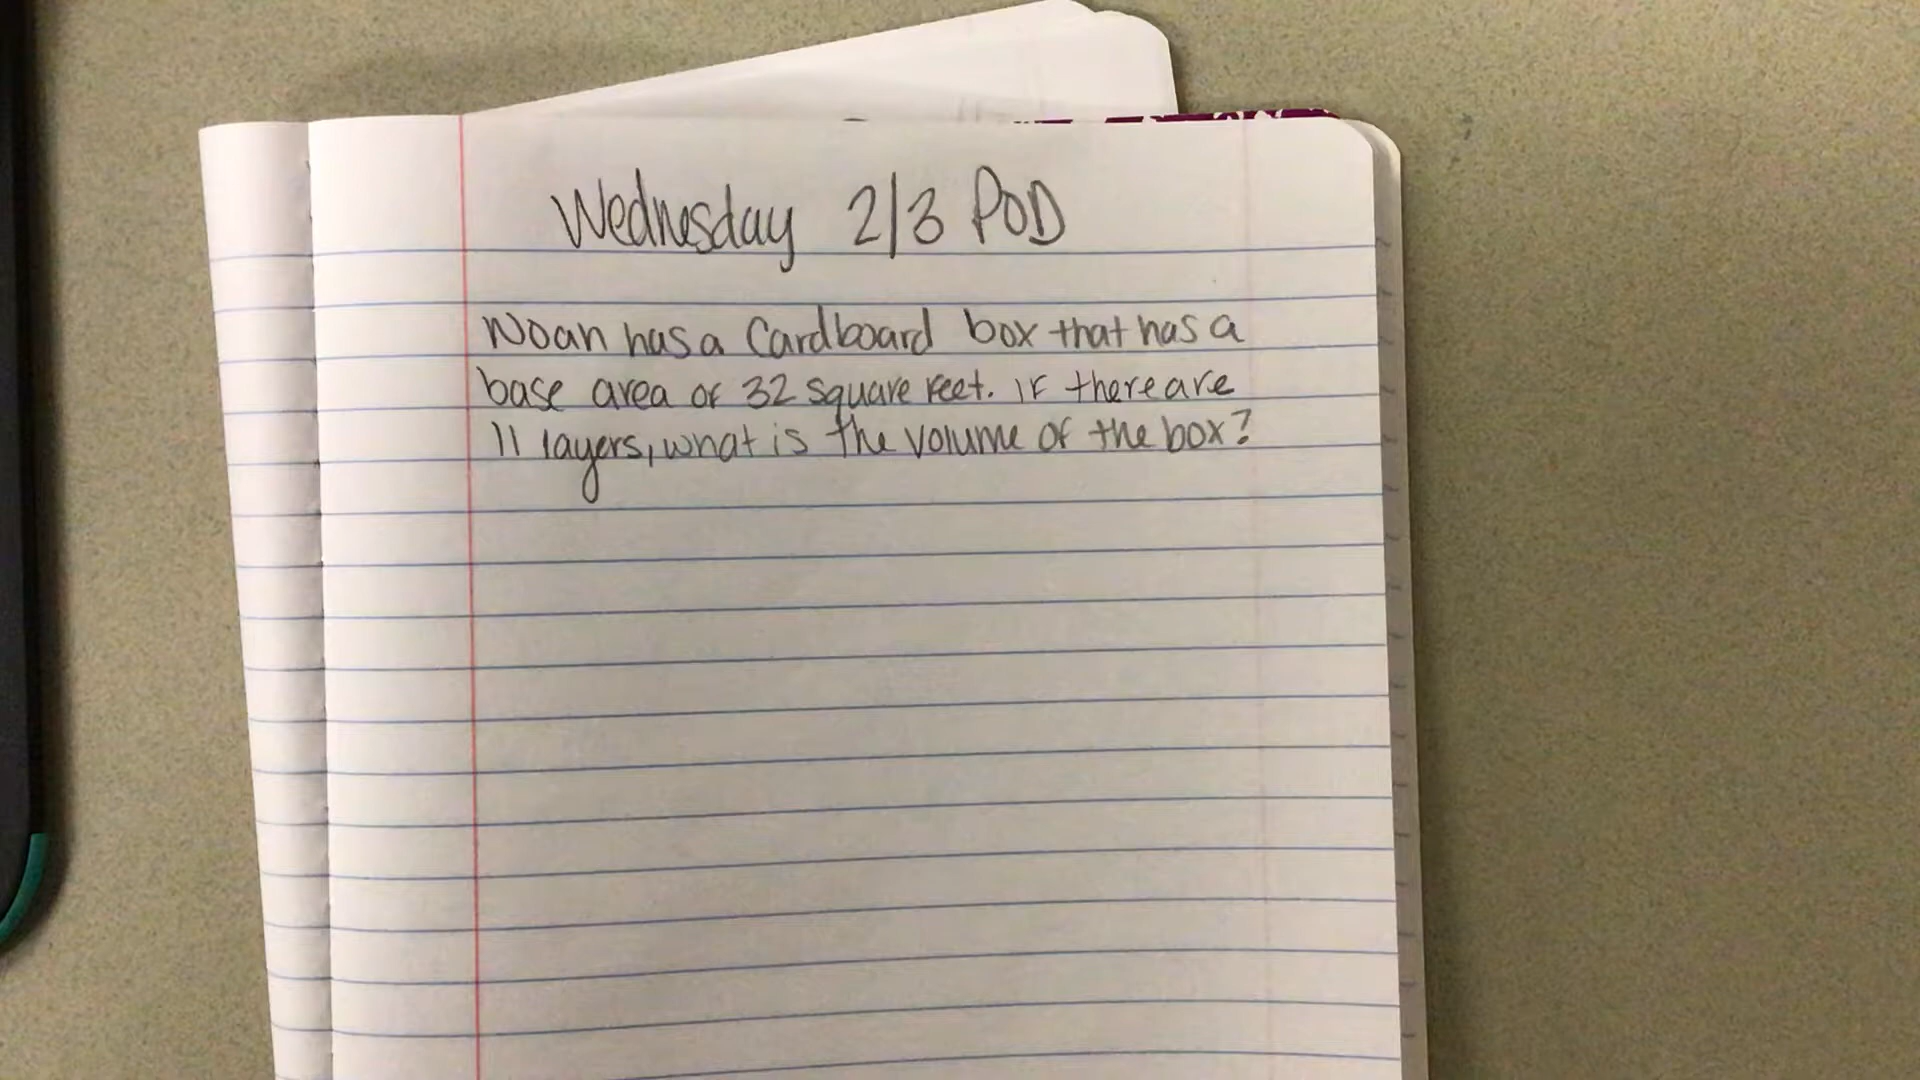 Wednesday 2/3 POD
Noah has a Cardboard box that has a
base area of 32 square feet. If there are
11 layers, what is the volume of the box?